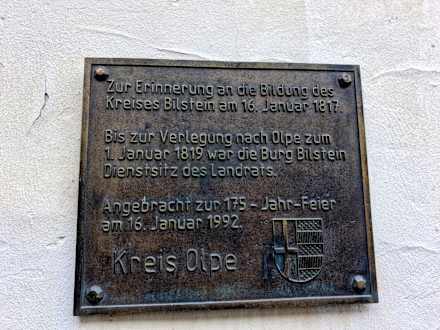 Zur Erinnerung an die Bildung des
Kreises Bilstein am 16. Januar 1817.
Bis zur Verlegung nach Olpe zum
1. Januar 1819 war die Burg Bilstein
Dienstsitz des Landrats.
Angebracht zur 175 - Jahr-Feier
am 16. Januar 1992.
Kreis Olpe